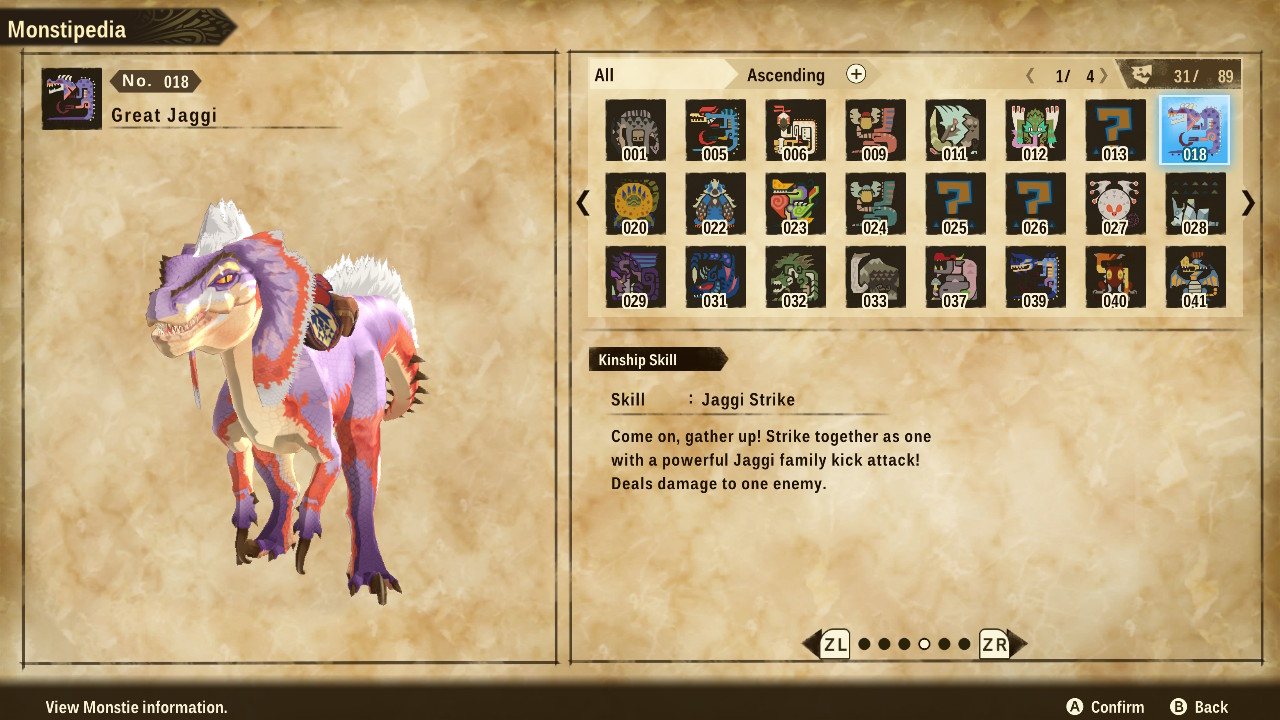 Monstipedia
No. 018
Great Jaggi
All
Ascending
1/ 4
31/ 89
001 005 006 009 011 012 013 018
020 022 023 024 025 026 027 028
029 031 032 033 037 039 040 041
Kinship Skill
Skill : Jaggi Strike
Come on, gather up! Strike together as one
with a powerful Jaggi family kick attack!
Deals damage to one enemy.
ZL ZR
View Monstie information.
A Confirm B Back